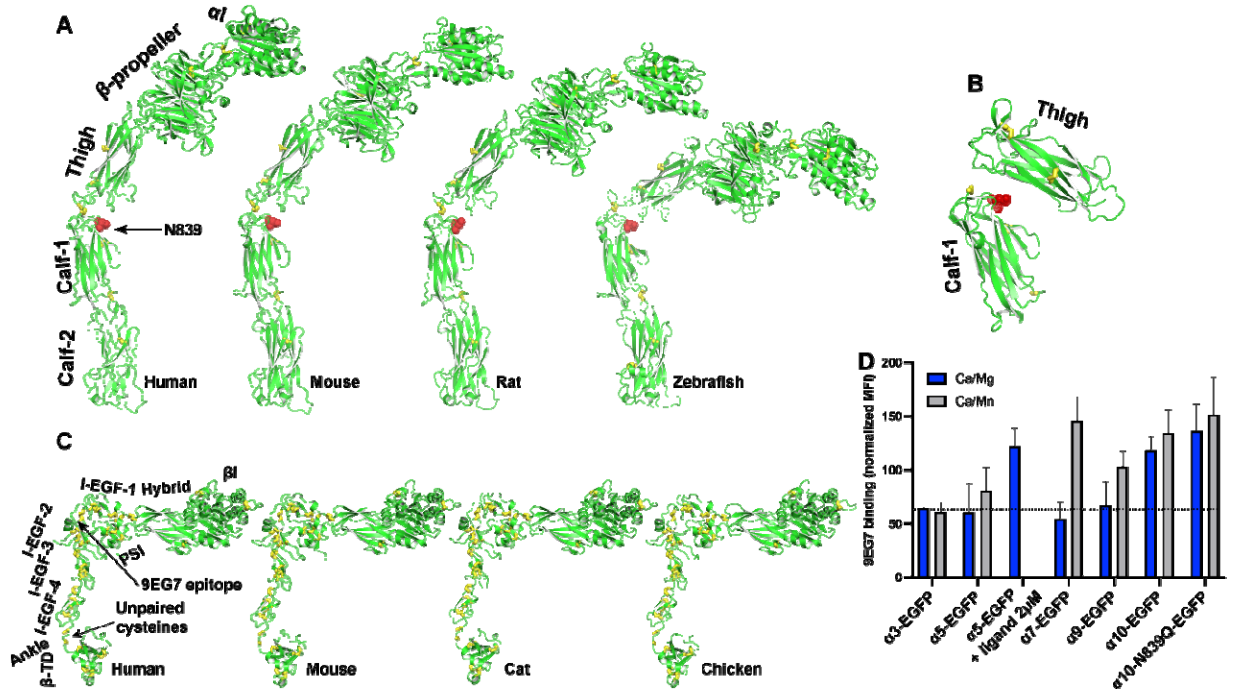 A
αI
β-propeller
Thigh
N839
Calf-1
Calf-2
Human
Mouse
Rat
Zebrafish
B
Thigh
Calf-1
C
βI
I-EGF-1 Hybrid
I-EGF-2
PSI
I-EGF-3
9EG7 epitope
I-EGF-4
Unpaired
cysteines
Ankle
β-TD
Human
Mouse
Cat
Chicken
D
9EG7 binding (normalized MFI)
200
150
100
50
0
Ca/Mg
Ca/Mn
α3-EGFP
α5-EGFP
α5-EGFP
+ ligand 2μM
α7-EGFP
α9-EGFP
α10-EGFP
α10-N839Q-EGFP